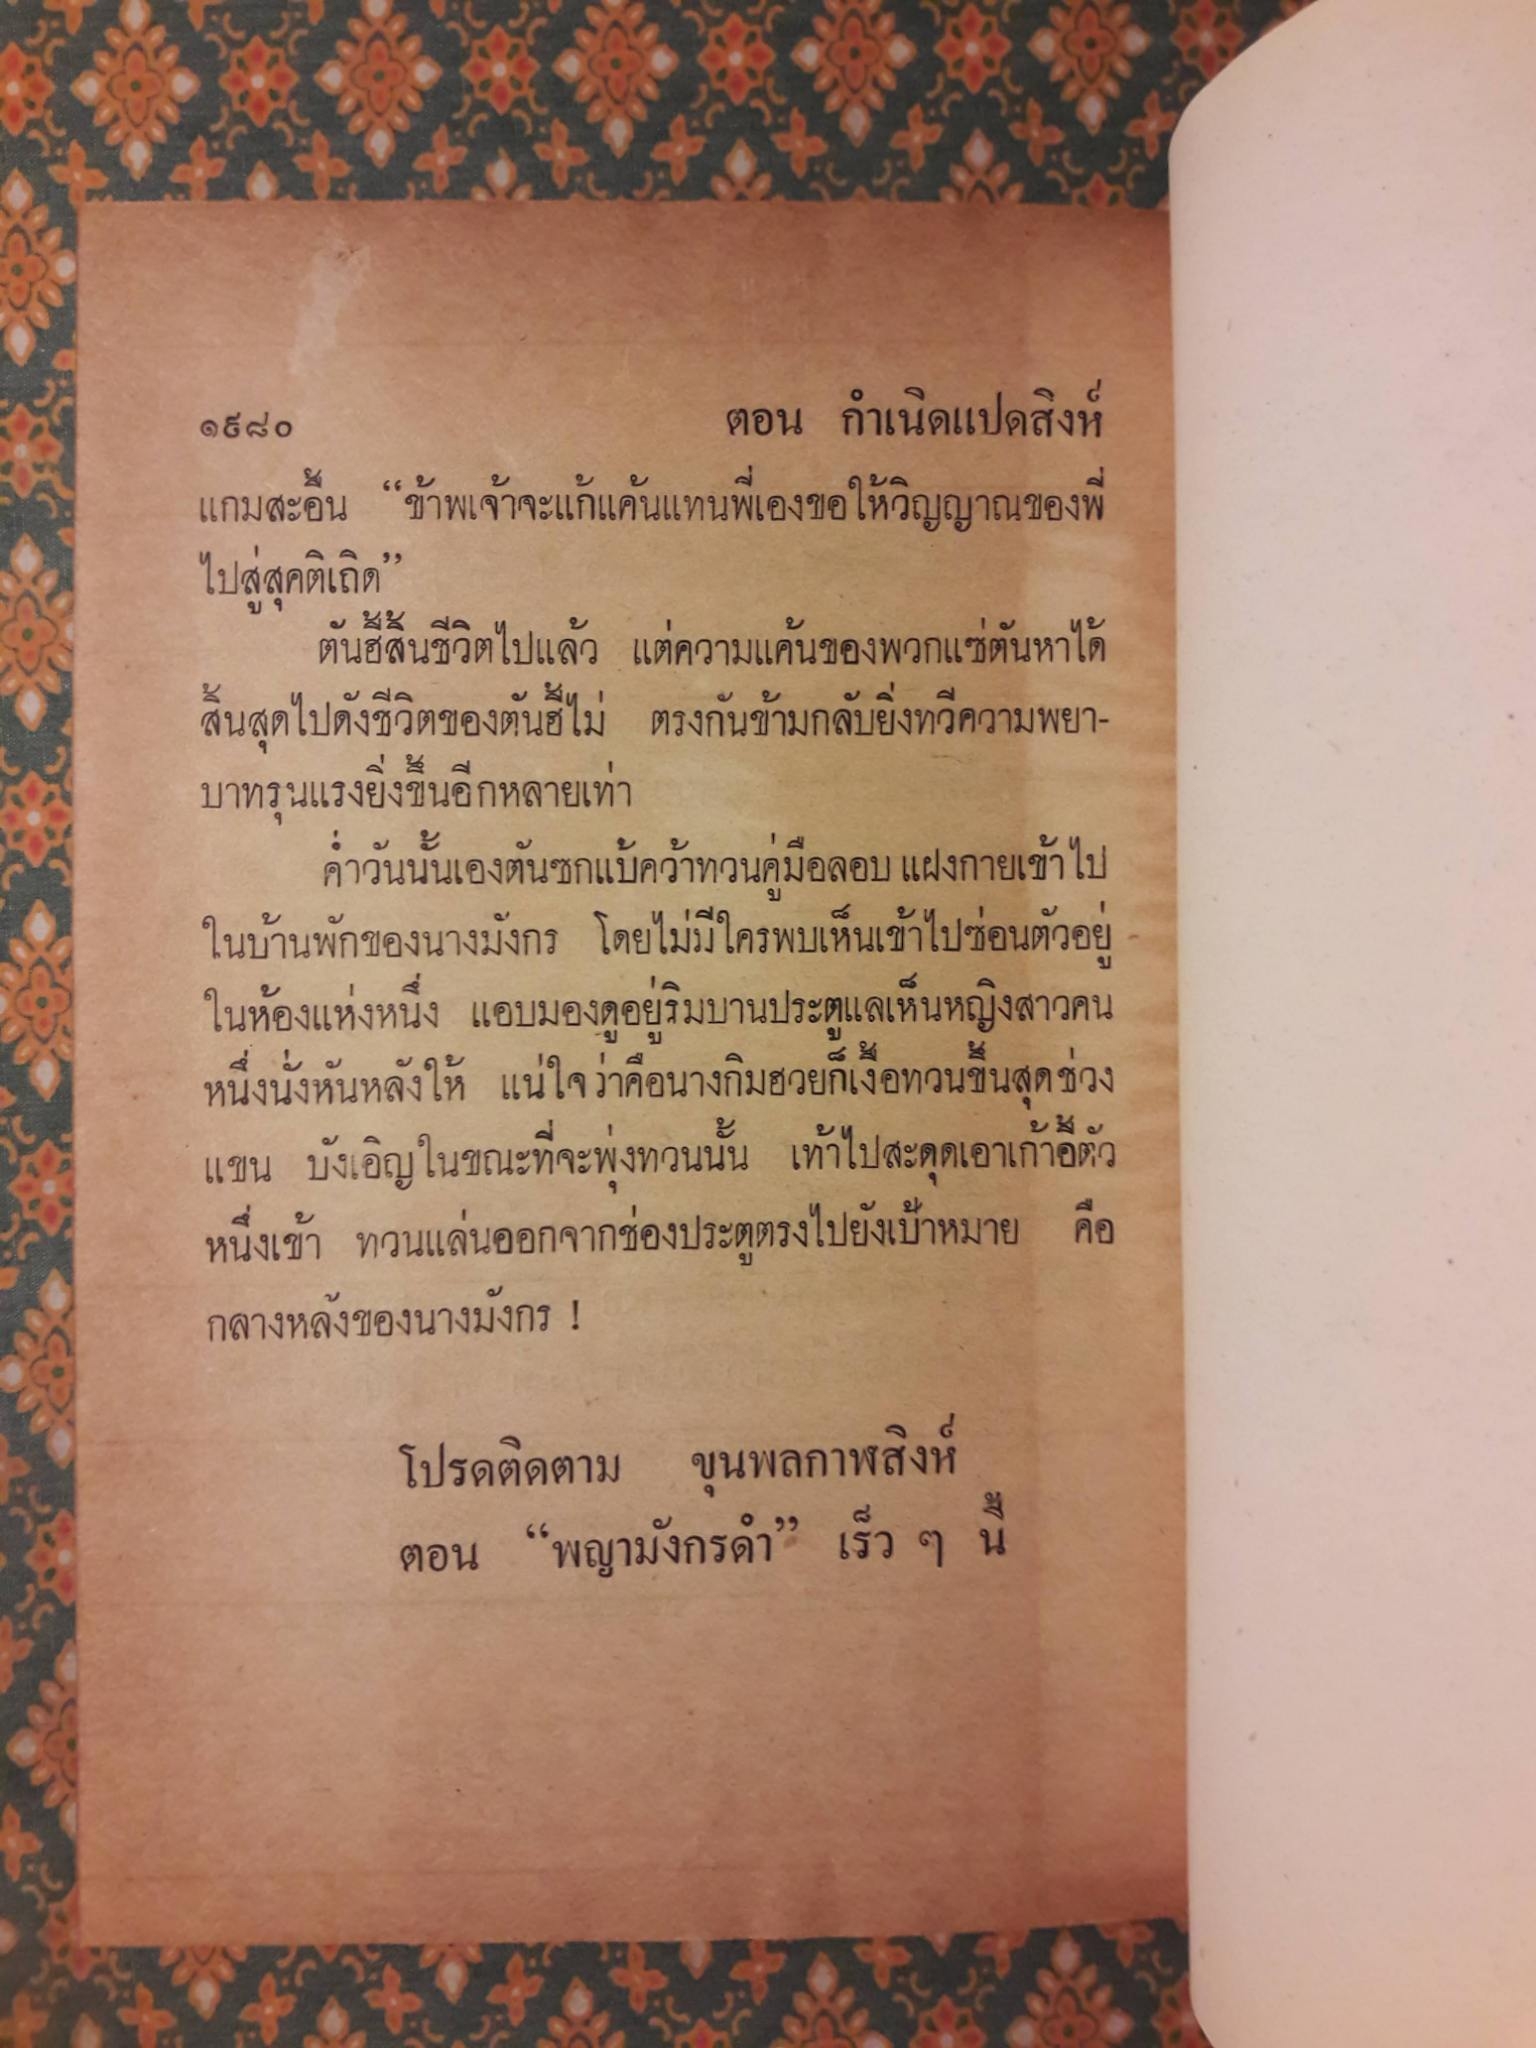 ๑๙๘๐ ตอน กำเนิดแปดสิงห์
แกมสะอื้น “ข้าพเจ้าจะแก้แค้นแทนพี่เองขอให้วิญญาณของพี่
ไปสู่สุคติเถิด”
ตันฮี้สิ้นชีวิตไปแล้ว แต่ความแค้นของพวกแซ่ตันหาได้
สิ้นสุดไปดังชีวิตของตันฮี้ไม่ ตรงกันข้ามกลับยิ่งทวีความพยา-
บาทรุนแรงยิ่งขึ้นอีกหลายเท่า
ค่ำวันนั้นเองตันซกแป้คว้าทวนคู่มือลอบ แฝงกายเข้าไป
ในบ้านพักของนางมังกร โดยไม่มีใครพบเห็นเข้าไปซ่อนตัวอยู่
ในห้องแห่งหนึ่ง แอบมองดูอยู่ริมบานประตูแลเห็นหญิงสาวคน
หนึ่งนั่งหันหลังให้ แน่ใจว่าคือนางกิมฮวยก็เงื้อทวนขึ้นสุดช่วง
แขน บังเอิญในขณะที่จะพุ่งทวนนั้น เท้าไปสะดุดเอาเก้าอี้ตัว
หนึ่งเข้า ทวนแล่นออกจากช่องประตูตรงไปยังเป้าหมาย คือ
กลางหลังของนางมังกร !
โปรดติดตาม ขุนพลกาฬสิงห์
ตอน “พญามังกรดำ” เร็ว ๆ นี้